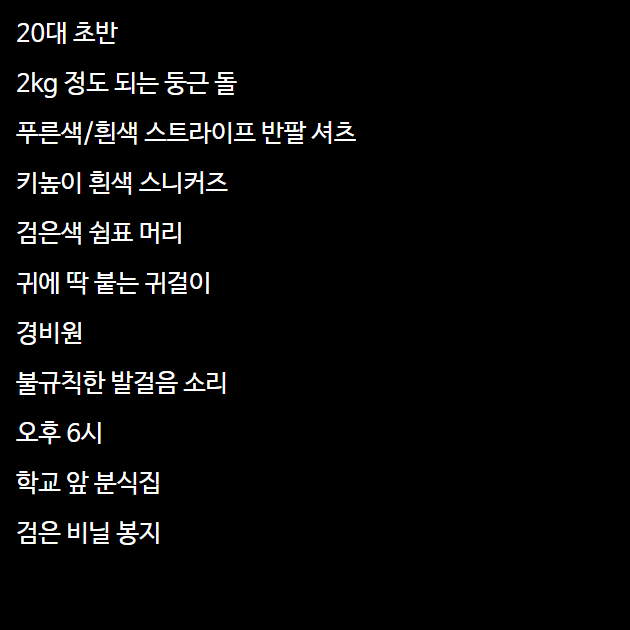 20대 초반
2kg 정도 되는 둥근 돌
푸른색/흰색 스트라이프 반팔 셔츠
키높이 흰색 스니커즈
검은색 쉼표 머리
귀에 딱 붙는 귀걸이
경비원
불규칙한 발걸음 소리
오후 6시
학교 앞 분식집
검은 비닐 봉지